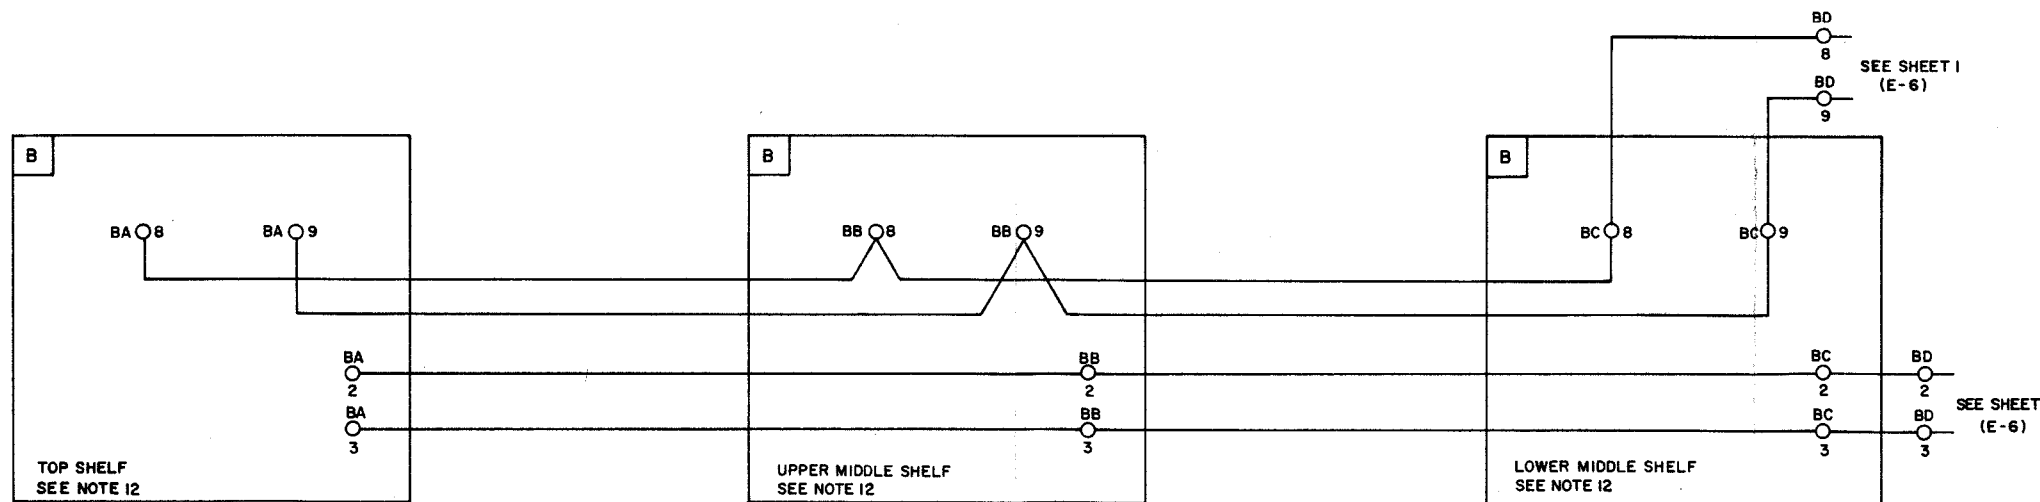 BD
8
SEE SHEET 1
(E-6)
BD
9
B
B
B
BA 8
BA 9
BB 8
BB 9
BC 8
BC 9
BA
2
BB
2
BC
2
BD
2
BA
3
BB
3
BC
3
BD
3
SEE SHEET
(E-6)
TOP SHELF
SEE NOTE 12
UPPER MIDDLE SHELF
SEE NOTE 12
LOWER MIDDLE SHELF
SEE NOTE 12